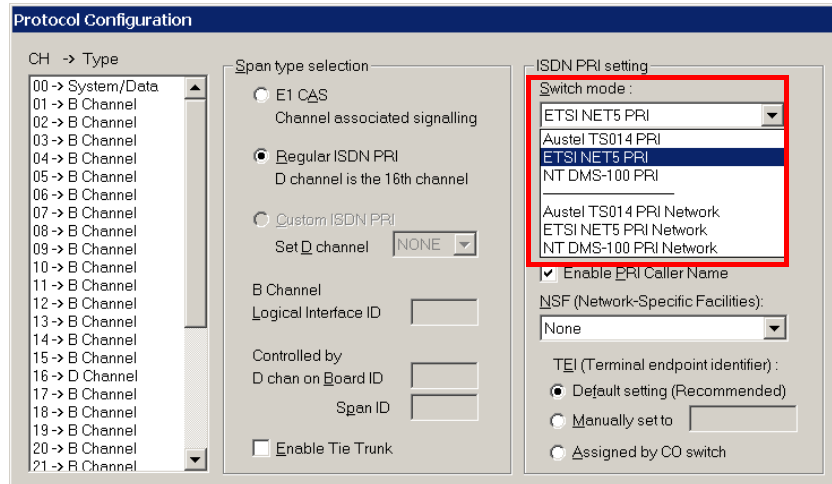 Protocol Configuration
CH -> Type
00 -> System/Data
01 -> B Channel
02 -> B Channel
03 -> B Channel
04 -> B Channel
05 -> B Channel
06 -> B Channel
07 -> B Channel
08 -> B Channel
09 -> B Channel
10 -> B Channel
11 -> B Channel
12 -> B Channel
13 -> B Channel
14 -> B Channel
15 -> B Channel
16 -> D Channel
17 -> B Channel
18 -> B Channel
19 -> B Channel
20 -> B Channel
21 -> B Channel
Span type selection
E1 CAS
Channel associated signalling
Regular ISDN PRI
D channel is the 16th channel
Custom ISDN PRI
Set D channel NONE
B Channel
Logical Interface ID
Controlled by
D chan on Board ID
Span ID
Enable Tie Trunk
ISDN PRI setting
Switch mode :
ETSI NET5 PRI
Austel TS014 PRI
ETSI NET5 PRI
NT DMS-100 PRI
Austel TS014 PRI Network
ETSI NET5 PRI Network
NT DMS-100 PRI Network
Enable PRI Caller Name
NSF (Network-Specific Facilities):
None
TEI (Terminal endpoint identifier) :
Default setting (Recommended)
Manually set to
Assigned by CO switch